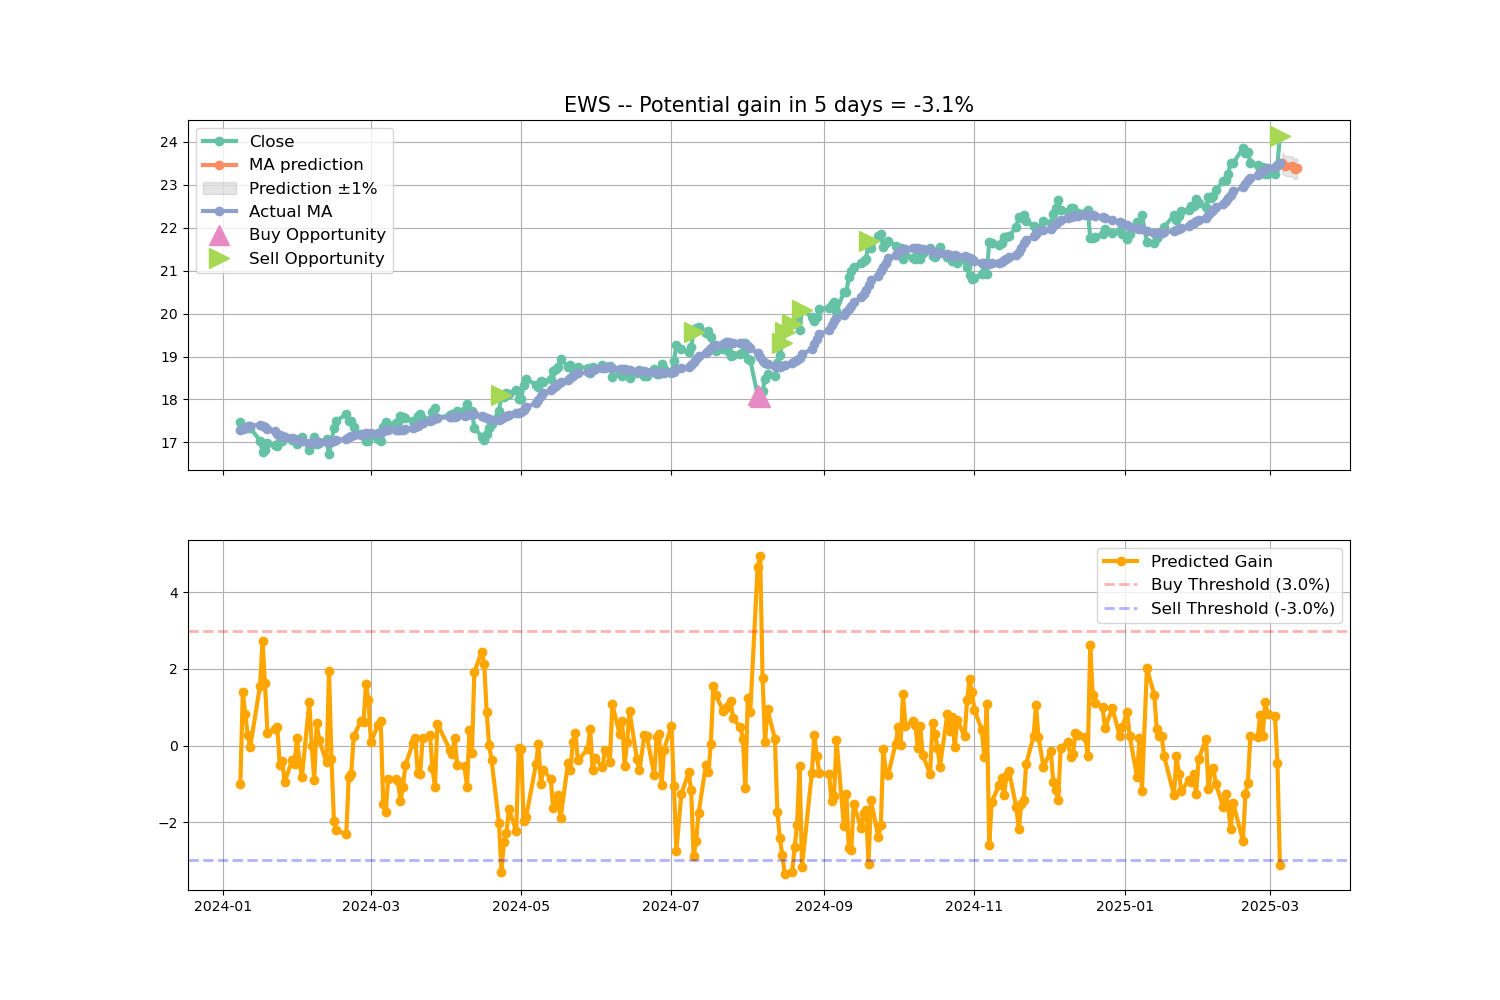 EWS -- Potential gain in 5 days = -3.1%
Close
MA prediction
Prediction ±1%
Actual MA
Buy Opportunity
Sell Opportunity
24
23
22
21
20
19
18
17
Predicted Gain
Buy Threshold (3.0%)
Sell Threshold (-3.0%)
4
2
0
−2
2024-01 2024-03 2024-05 2024-07 2024-09 2024-11 2025-01 2025-03